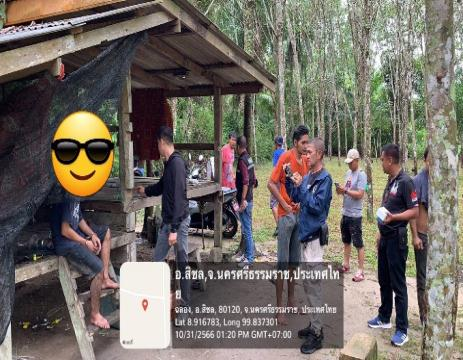 อ.สิชล,จ.นครศรีธรรมราช,ประเทศไท
ย
ฉลอง, อ.สิชล, 80120, จ.นครศรีธรรมราช, ประเทศไทย
Lat 8.916783, Long 99.837301
10/31/2566 01:20 PM GMT+07:00